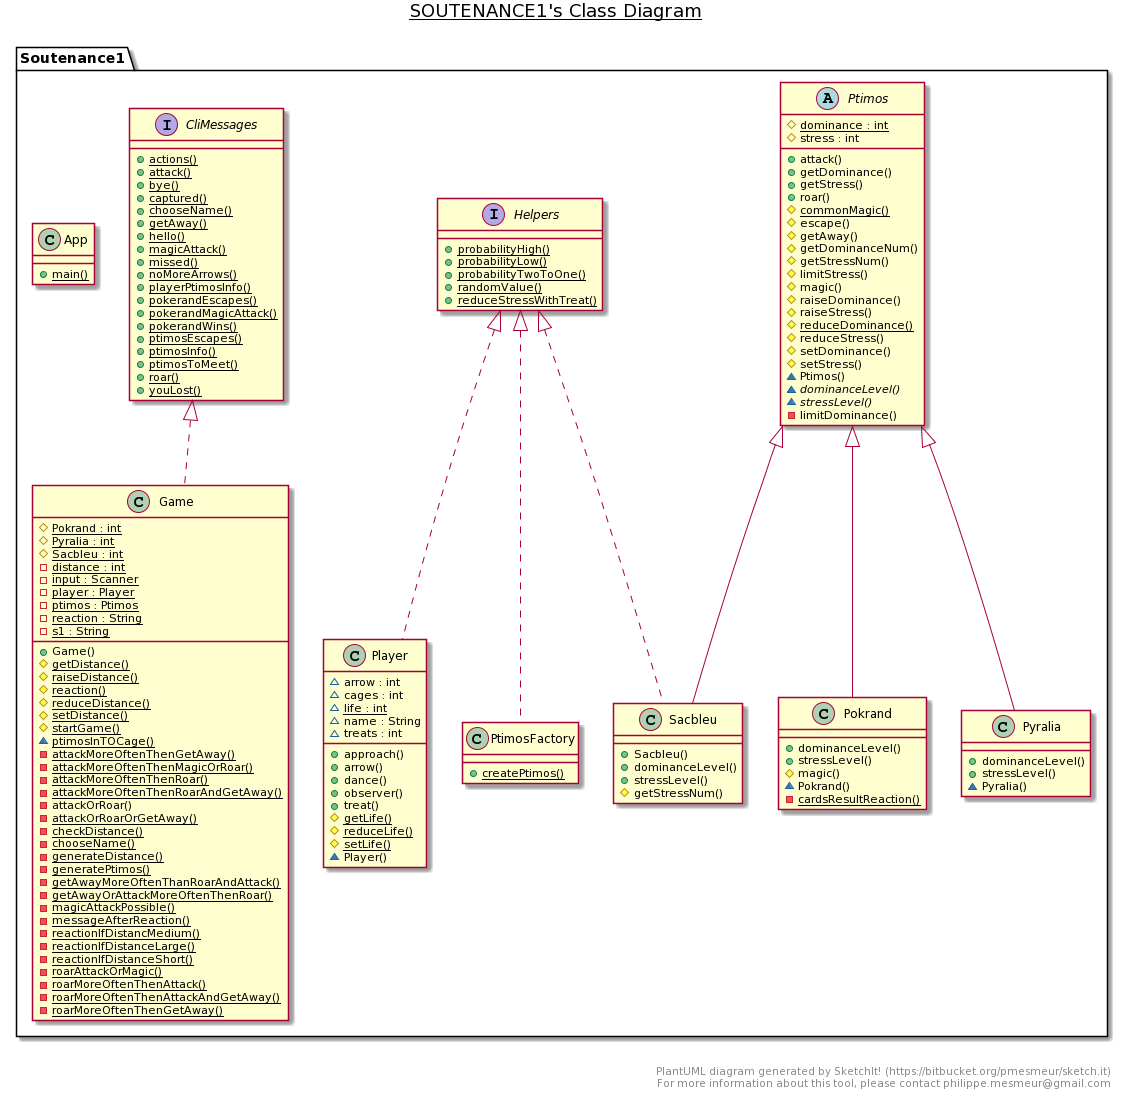 SOUTENANCE1's Class Diagram
Soutenance1
App
main()
CliMessages
actions()
attack()
bye()
captured()
chooseName()
getAway()
hello()
magicAttack()
missed()
noMoreArrows()
playerPtimosInfo()
pokerandEscapes()
pokerandMagicAttack()
pokerandWins()
ptimosEscapes()
ptimosInfo()
ptimosToMeet()
roar()
youLost()
Helpers
probabilityHigh()
probabilityLow()
probabilityTwoToOne()
randomValue()
reduceStressWithTreat()
Ptimos
dominance : int
stress : int
attack()
getDominance()
getStress()
roar()
commonMagic()
escape()
getAway()
getDominanceNum()
getStressNum()
limitStress()
magic()
raiseDominance()
raiseStress()
reduceDominance()
reduceStress()
setDominance()
setStress()
Ptimos()
dominanceLevel()
stressLevel()
limitDominance()
Game
Pokrand : int
Pyralia : int
Sacbleu : int
distance : int
input : Scanner
player : Player
ptimos : Ptimos
reaction : String
s1 : String
Game()
getDistance()
raiseDistance()
reaction()
reduceDistance()
setDistance()
startGame()
ptimosInTOCage()
attackMoreOftenThenGetAway()
attackMoreOftenThenMagicOrRoar()
attackMoreOftenThenRoar()
attackMoreOftenThenRoarAndGetAway()
attackOrRoar()
attackOrRoarOrGetAway()
checkDistance()
chooseName()
generateDistance()
generatePtimos()
getAwayMoreOftenThanRoarAndAttack()
getAwayOrAttackMoreOftenThenRoar()
magicAttackPossible()
messageAfterReaction()
reactionIfDistancMedium()
reactionIfDistanceLarge()
reactionIfDistanceShort()
roarAttackOrMagic()
roarMoreOftenThenAttack()
roarMoreOftenThenAttackAndGetAway()
roarMoreOftenThenGetAway()
Player
arrow : int
cages : int
life : int
name : String
treats : int
approach()
arrow()
dance()
observer()
treat()
getLife()
reduceLife()
setLife()
Player()
PtimosFactory
createPtimos()
Sacbleu
Sacbleu()
dominanceLevel()
stressLevel()
getStressNum()
Pokrand
dominanceLevel()
stressLevel()
magic()
Pokrand()
cardsResultReaction()
Pyralia
dominanceLevel()
stressLevel()
Pyralia()
PlantUML diagram generated by SketchIt! (https://bitbucket.org/pmesmeur/sketch.it)
For more information about this tool, please contact philippe.mesmeur@gmail.com